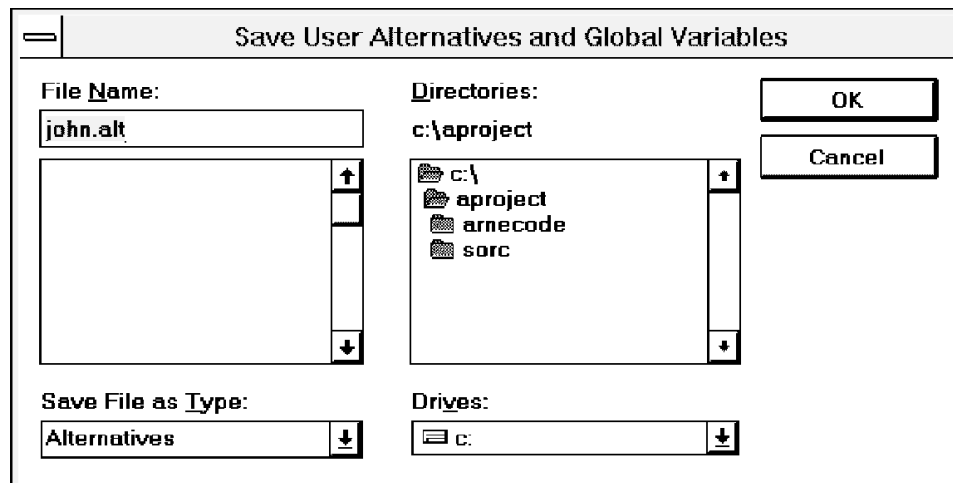 Save User Alternatives and Global Variables
File Name:
john.alt
Directories:
c:\aproject
c:\
aproject
arnecode
sorc
OK
Cancel
Save File as Type:
Alternatives
Drives:
c: